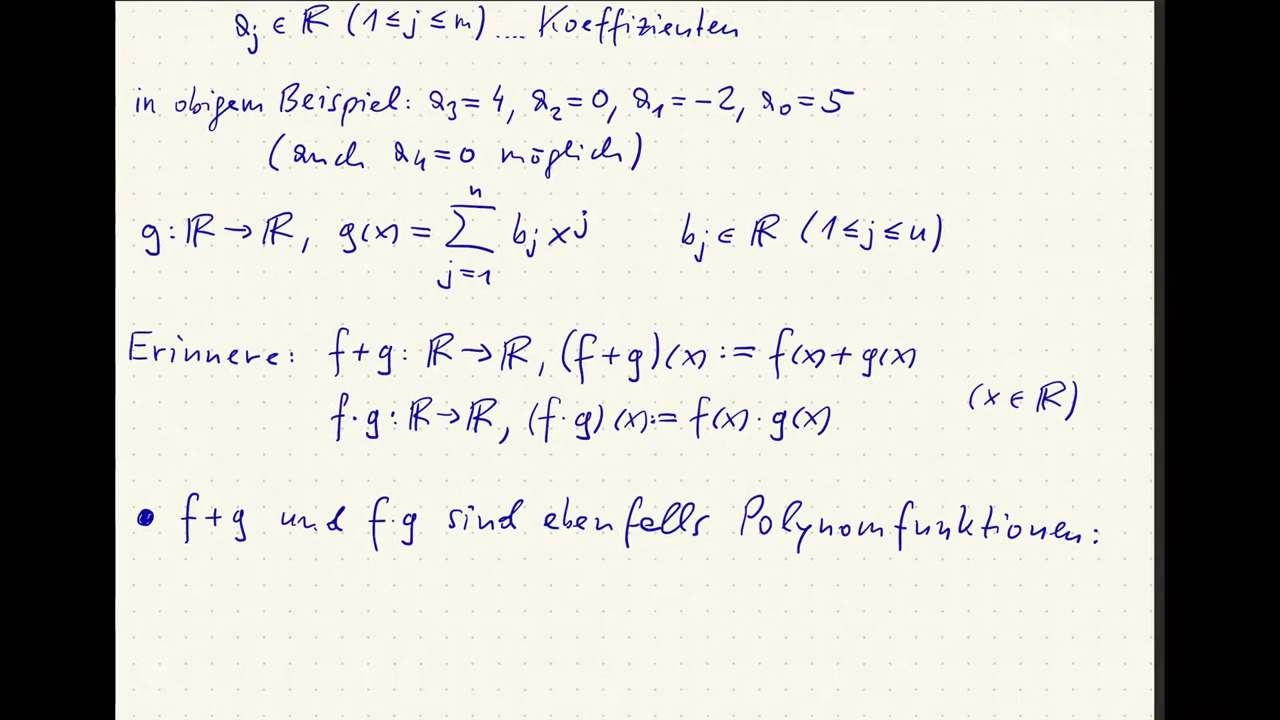 a_j ∈ ℝ (1 ≤ j ≤ m) .... Koeffizienten
in obigem Beispiel: a_3 = 4, a_2 = 0, a_1 = -2, a_0 = 5
(auch a_4 = 0 möglich)
g: ℝ → ℝ, g(x) = ∑_{j=1}^{n} b_j x^j b_j ∈ ℝ (1 ≤ j ≤ n)
Erinnere: f+g: ℝ → ℝ, (f+g)(x) := f(x) + g(x)
(x ∈ ℝ)
f·g: ℝ → ℝ, (f·g)(x) := f(x) · g(x)
• f+g und f·g sind ebenfalls Polynomfunktionen: